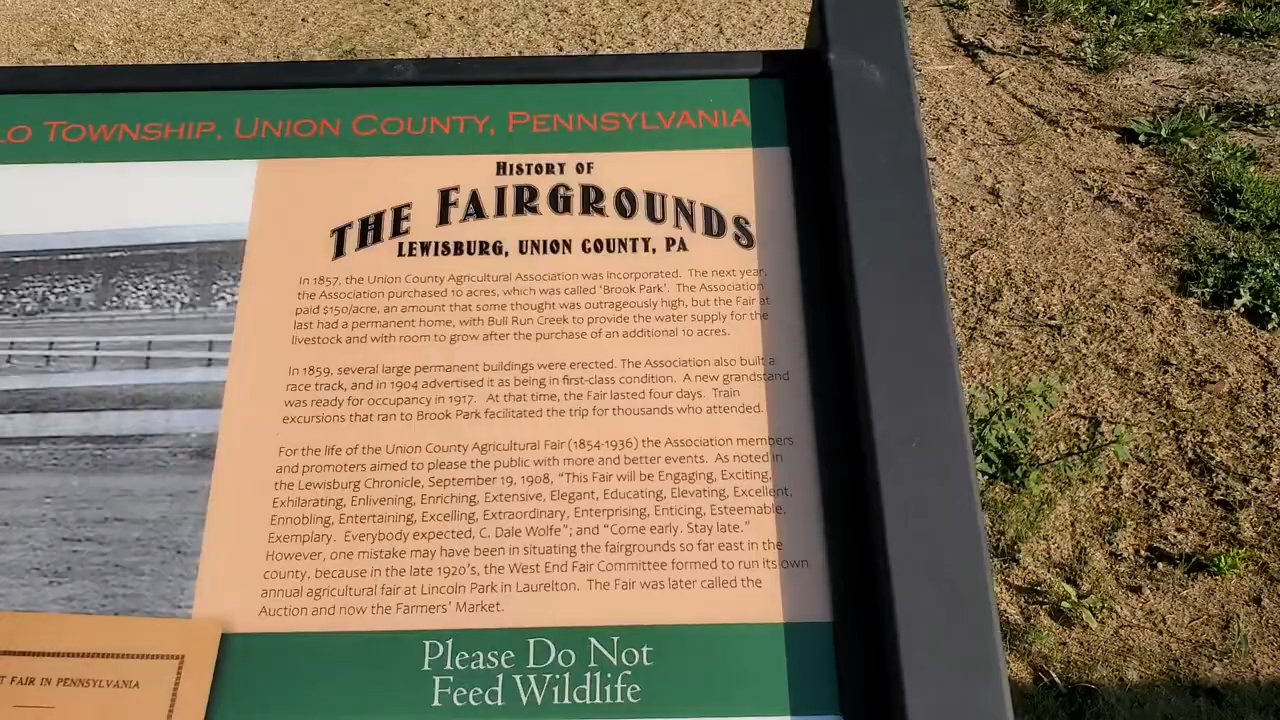 LO TOWNSHIP, UNION COUNTY, PENNSYLVANIA
HISTORY OF
THE FAIRGROUNDS
LEWISBURG, UNION COUNTY, PA
In 1857, the Union County Agricultural Association was incorporated. The next year,
the Association purchased 10 acres, which was called ‘Brook Park’. The Association
paid $150/acre, an amount that some thought was outrageously high, but the Fair at
last had a permanent home, with Bull Run Creek to provide the water supply for the
livestock and with room to grow after the purchase of an additional 10 acres.
In 1859, several large permanent buildings were erected. The Association also built a
race track, and in 1904 advertised it as being in first-class condition. A new grandstand
was ready for occupancy in 1917. At that time, the Fair lasted four days. Train
excursions that ran to Brook Park facilitated the trip for thousands who attended.
For the life of the Union County Agricultural Fair (1854-1936) the Association members
and promoters aimed to please the public with more and better events. As noted in
the Lewisburg Chronicle, September 19, 1908, “This Fair will be Engaging, Exciting,
Exhilarating, Enlivening, Enriching, Extensive, Elegant, Educating, Elevating, Excellent,
Ennobling, Entertaining, Excelling, Extraordinary, Enterprising, Enticing, Esteemable,
Exemplary. Everybody expected, C. Dale Wolfe”; and “Come early. Stay late.”
However, one mistake may have been in situating the fairgrounds so far east in the
county, because in the late 1920’s, the West End Fair Committee formed to run its own
annual agricultural fair at Lincoln Park in Laurelton. The Fair was later called the
Auction and now the Farmers’ Market.
T FAIR IN PENNSYLVANIA
Please Do Not
Feed Wildlife